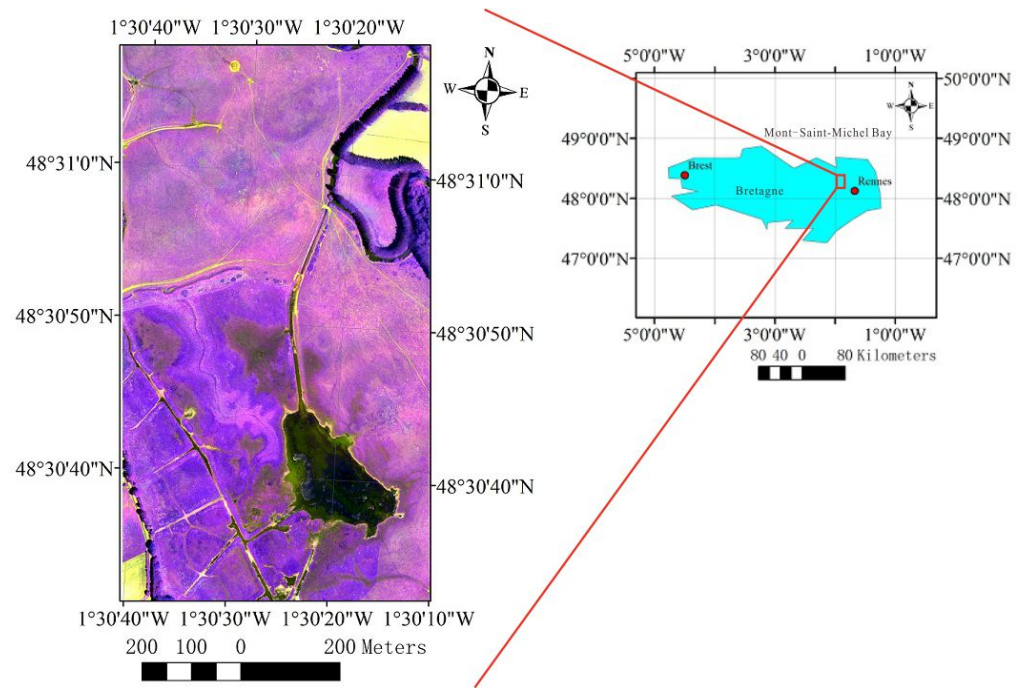 1°30'40"W 1°30'30"W 1°30'20"W
N
W E
S
48°31'0"N
48°31'0"N
48°30'50"N
48°30'50"N
48°30'40"N
48°30'40"N
1°30'40"W 1°30'30"W 1°30'20"W 1°30'10"W
200 100 0 200 Meters
5°0'0"W 3°0'0"W 1°0'0"W
50°0'0"N
N
W E
S
49°0'0"N 49°0'0"N
Mont-Saint-Michel Bay
Brest
Bretagne
Rennes
48°0'0"N 48°0'0"N
47°0'0"N 47°0'0"N
5°0'0"W 3°0'0"W 1°0'0"W
80 40 0 80 Kilometers